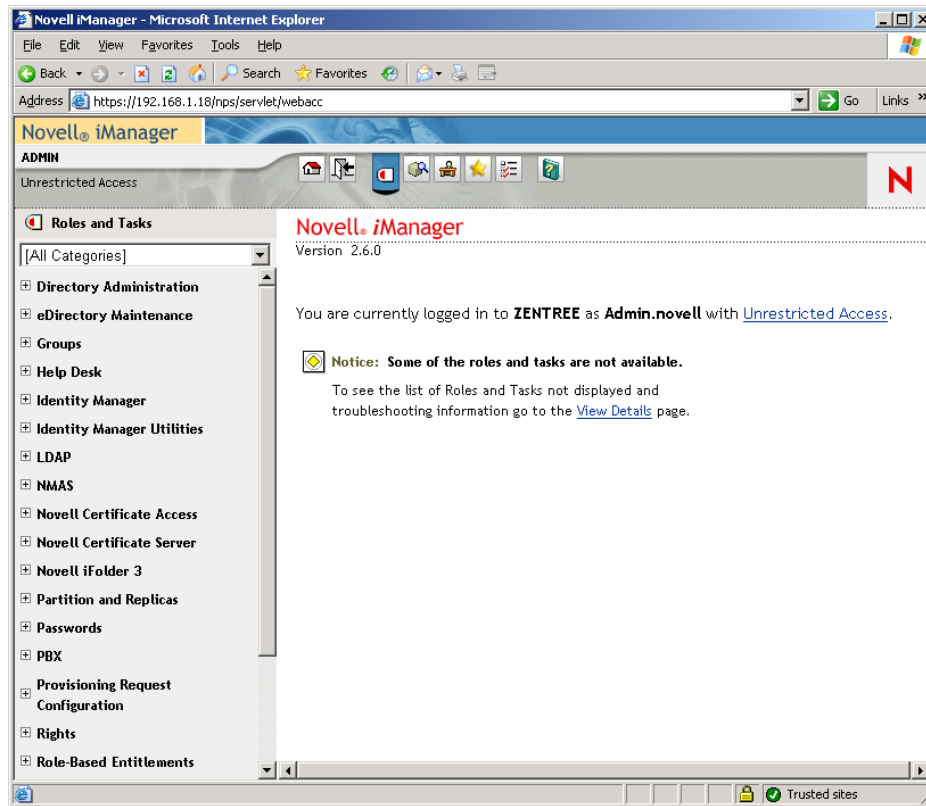 Novell iManager - Microsoft Internet Explorer
File Edit View Favorites Tools Help
Back Search Favorites
Address https://192.168.1.18/nps/servlet/webacc Go Links »
Novell® iManager
ADMIN
Unrestricted Access
N
Roles and Tasks
[All Categories]
Directory Administration
eDirectory Maintenance
Groups
Help Desk
Identity Manager
Identity Manager Utilities
LDAP
NMAS
Novell Certificate Access
Novell Certificate Server
Novell iFolder 3
Partition and Replicas
Passwords
PBX
Provisioning Request
Configuration
Rights
Role-Based Entitlements
Novell® iManager
Version 2.6.0
You are currently logged in to ZENTREE as Admin.novell with Unrestricted Access.
Notice: Some of the roles and tasks are not available.
To see the list of Roles and Tasks not displayed and
troubleshooting information go to the View Details page.
Trusted sites